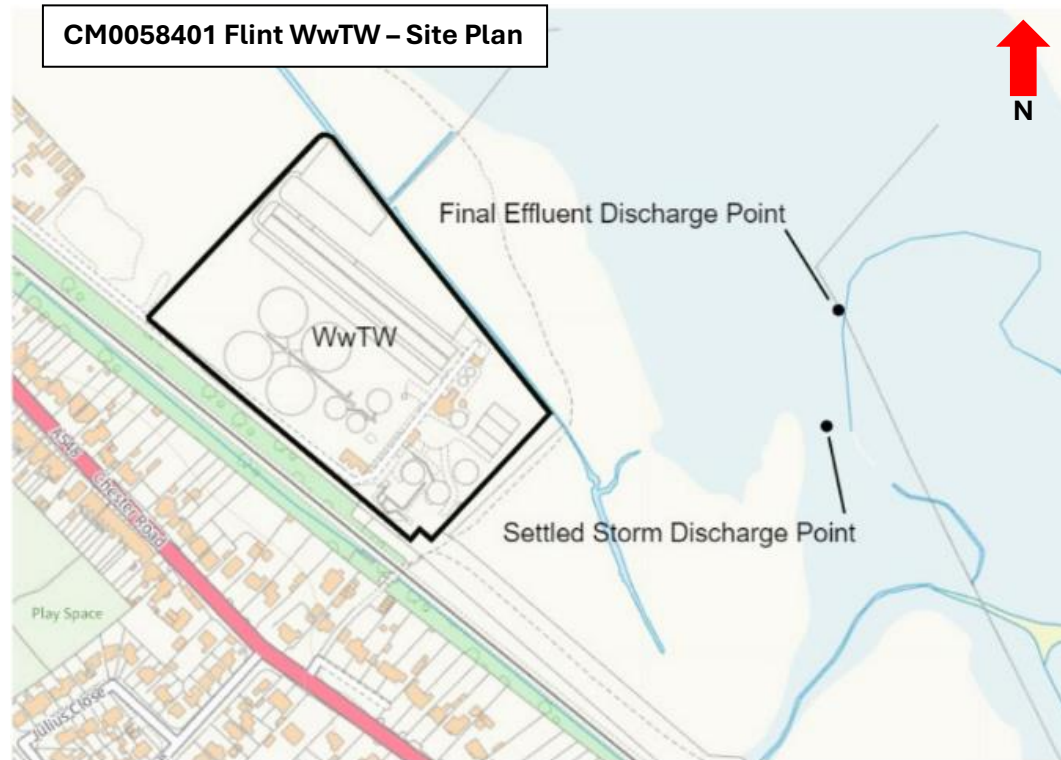 CM0058401 Flint WwTW – Site Plan
N
Final Effluent Discharge Point
WwTW
A548
Chester Road
Settled Storm Discharge Point
Play Space
Julius Close